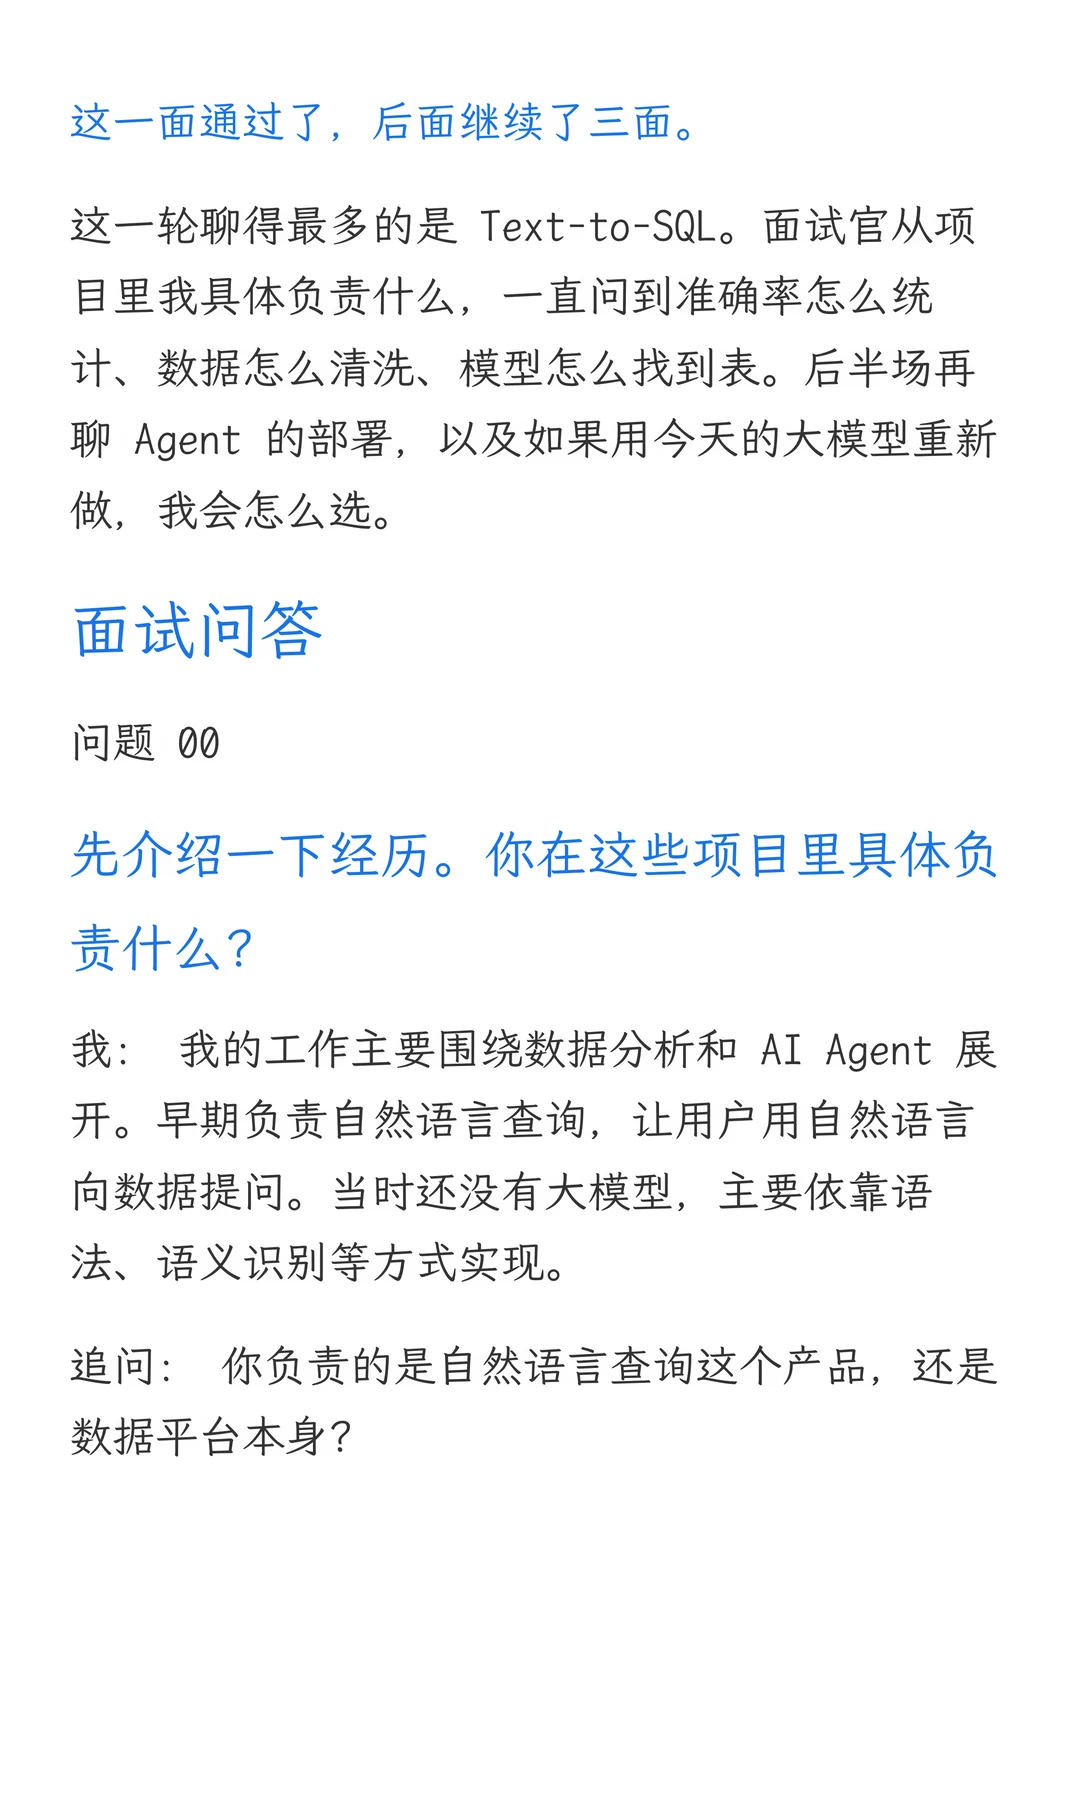 这一面通过了，后面继续了三面。
这一轮聊得最多的是 Text-to-SQL。面试官从项
目里我具体负责什么，一直问到准确率怎么统
计、数据怎么清洗、模型怎么找到表。后半场再
聊 Agent 的部署，以及如果用今天的大模型重新
做，我会怎么选。
面试问答
问题 00
先介绍一下经历。你在这些项目里具体负
责什么？
我： 我的工作主要围绕数据分析和 AI Agent 展
开。早期负责自然语言查询，让用户用自然语言
向数据提问。当时还没有大模型，主要依靠语
法、语义识别等方式实现。
追问： 你负责的是自然语言查询这个产品，还是
数据平台本身？